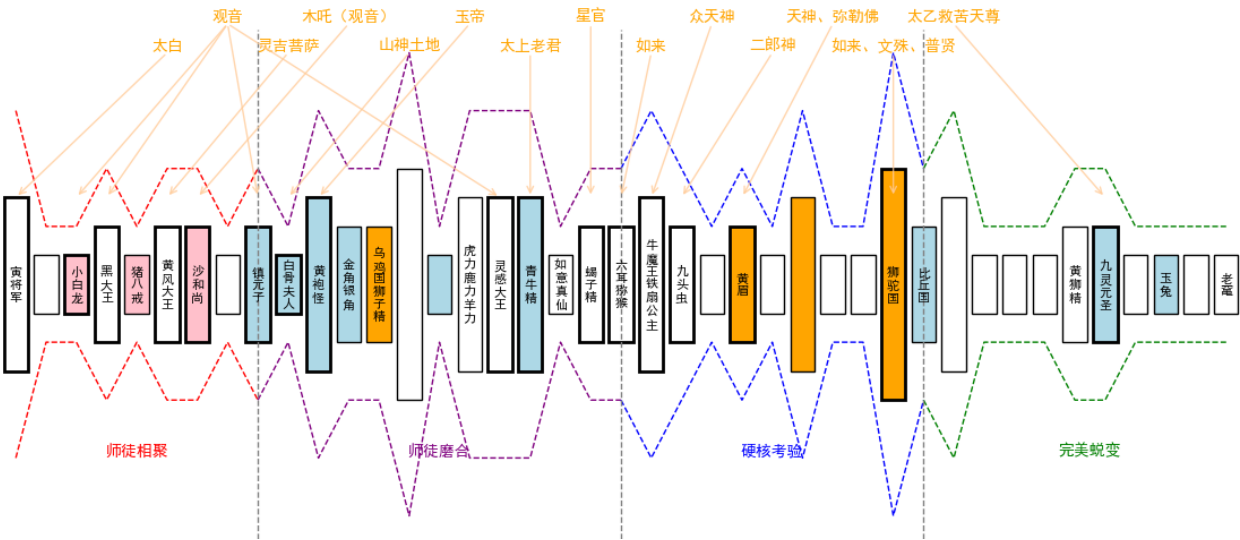 观音
木吒（观音）
玉帝
星官
众天神
天神、弥勒佛
太乙救苦天尊
太白
灵吉菩萨
山神土地
太上老君
如来
二郎神
如来、文殊、普贤
寅将军
小白龙
黑大王
猪八戒
黄风大王
沙和尚
镇元子
白骨夫人
黄袍怪
金角银角
乌鸡国狮子精
虎力鹿力羊力
灵感大王
青牛精
如意真仙
蝎子精
六耳猕猴
牛魔王铁扇公主
九头虫
黄眉
狮驼国
比丘国
黄狮精
九灵元圣
玉兔
老鼋
师徒相聚
师徒磨合
硬核考验
完美蜕变